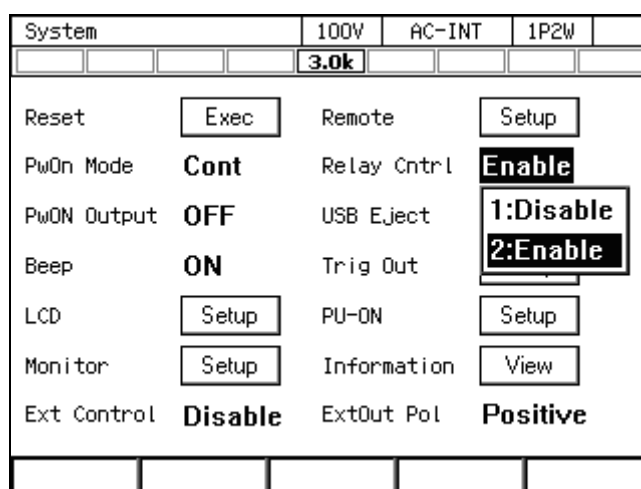 System 100V AC-INT 1P2W
3.0k
Reset Exec Remote Setup
PwOn Mode Cont Relay Cntrl Enable
PwON Output OFF USB Eject 1:Disable
2:Enable
Beep ON Trig Out
LCD Setup PU-ON Setup
Monitor Setup Information View
Ext Control Disable ExtOut Pol Positive